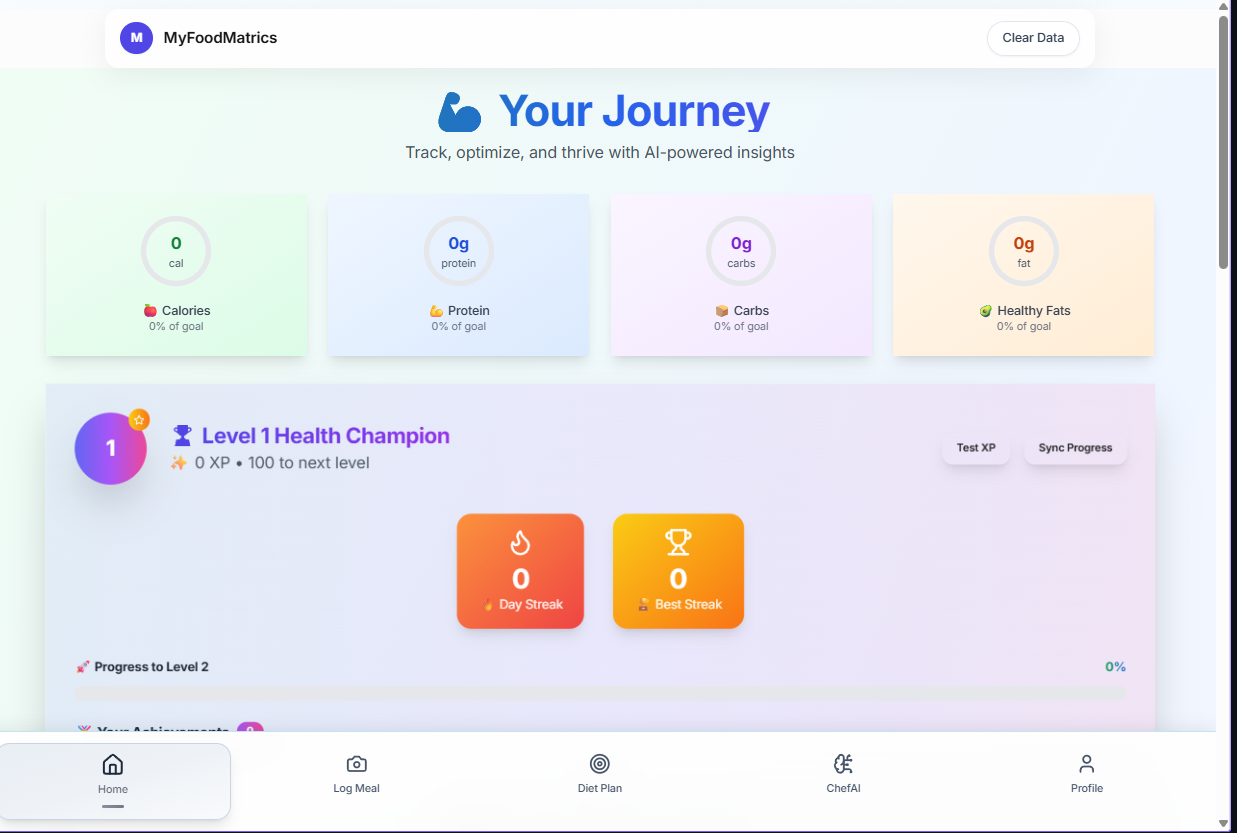 M MyFoodMatrics
Clear Data
💪 Your Journey
Track, optimize, and thrive with AI-powered insights
0
cal
🍎 Calories
0% of goal
0g
protein
💪 Protein
0% of goal
0g
carbs
📦 Carbs
0% of goal
0g
fat
🥑 Healthy Fats
0% of goal
1
🏆 Level 1 Health Champion
✨ 0 XP • 100 to next level
Test XP
Sync Progress
0
🔥 Day Streak
0
Best Streak
🚀 Progress to Level 2
0%
Your Achievements 0
Home
Log Meal
Diet Plan
ChefAI
Profile